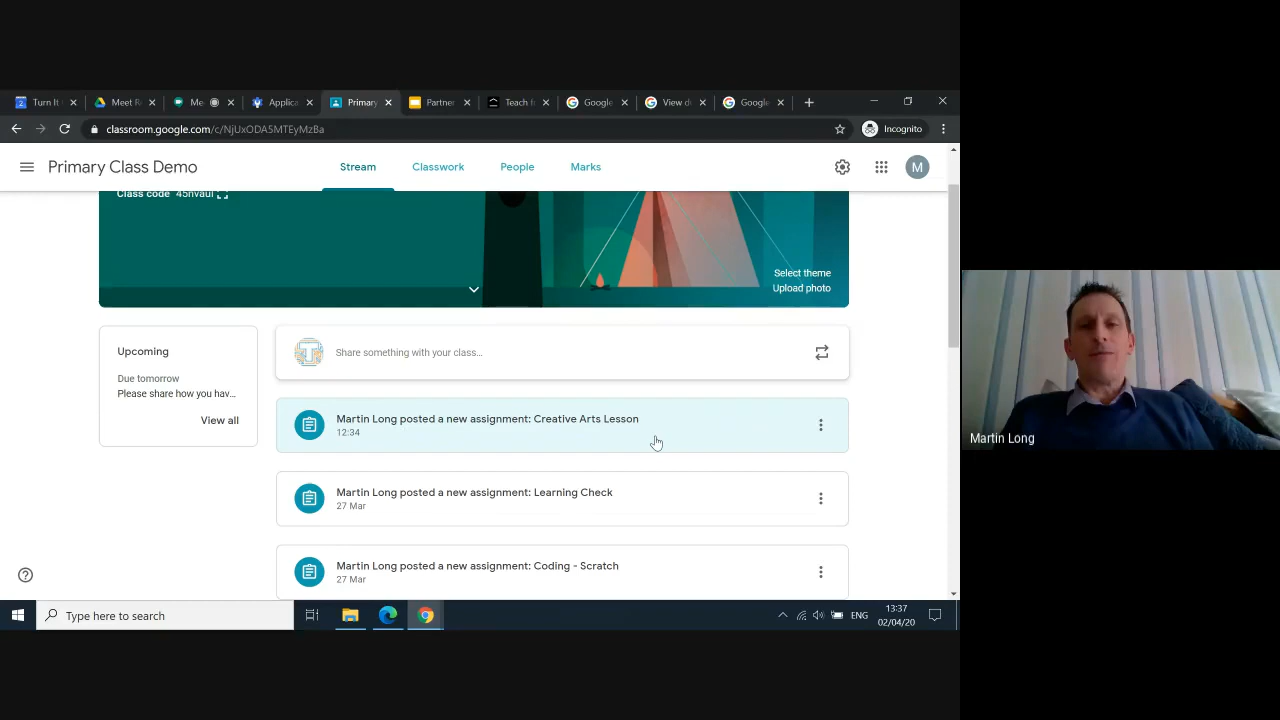 Turn It
Meet R
Me
Applica
Primary
Partner
Teach f
Google
View d
Google
classroom.google.com/c/NjUxODA5MTEyMzBa
Incognito
Primary Class Demo
Stream
Classwork
People
Marks
M
Class code 45nvaul
Select theme
Upload photo
Upcoming
Due tomorrow
Please share how you hav...
View all
Share something with your class...
Martin Long posted a new assignment: Creative Arts Lesson
12:34
Martin Long posted a new assignment: Learning Check
27 Mar
Martin Long posted a new assignment: Coding - Scratch
27 Mar
Martin Long
Type here to search
ENG
13:37
02/04/20